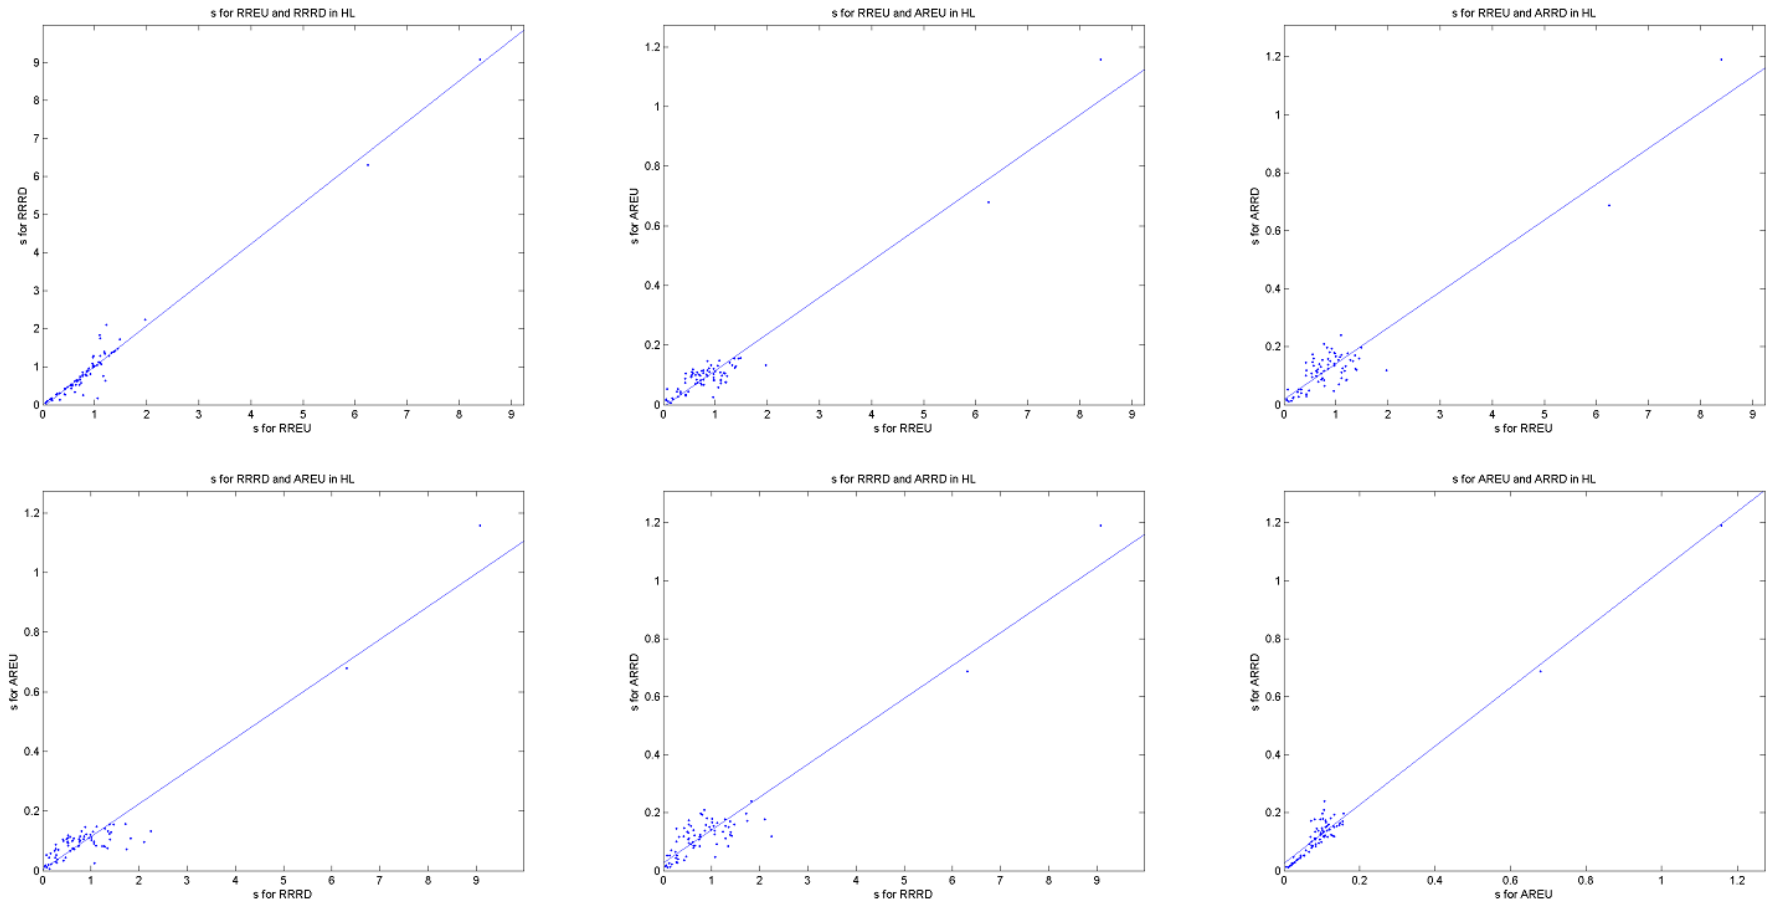 s for RREU and RRRD in HL
s for RRRD
9
8
7
6
5
4
3
2
1
0
0 1 2 3 4 5 6 7 8 9
s for RREU
s for RREU and AREU in HL
s for AREU
1.2
1
0.8
0.6
0.4
0.2
0
0 1 2 3 4 5 6 7 8 9
s for RREU
s for RREU and ARRD in HL
s for ARRD
1.2
1
0.8
0.6
0.4
0.2
0
0 1 2 3 4 5 6 7 8 9
s for RREU
s for RRRD and AREU in HL
s for AREU
1.2
1
0.8
0.6
0.4
0.2
0
0 1 2 3 4 5 6 7 8 9
s for RRRD
s for RRRD and ARRD in HL
s for ARRD
1.2
1
0.8
0.6
0.4
0.2
0
0 1 2 3 4 5 6 7 8 9
s for RRRD
s for AREU and ARRD in HL
s for ARRD
1.2
1
0.8
0.6
0.4
0.2
0
0 0.2 0.4 0.6 0.8 1 1.2
s for AREU